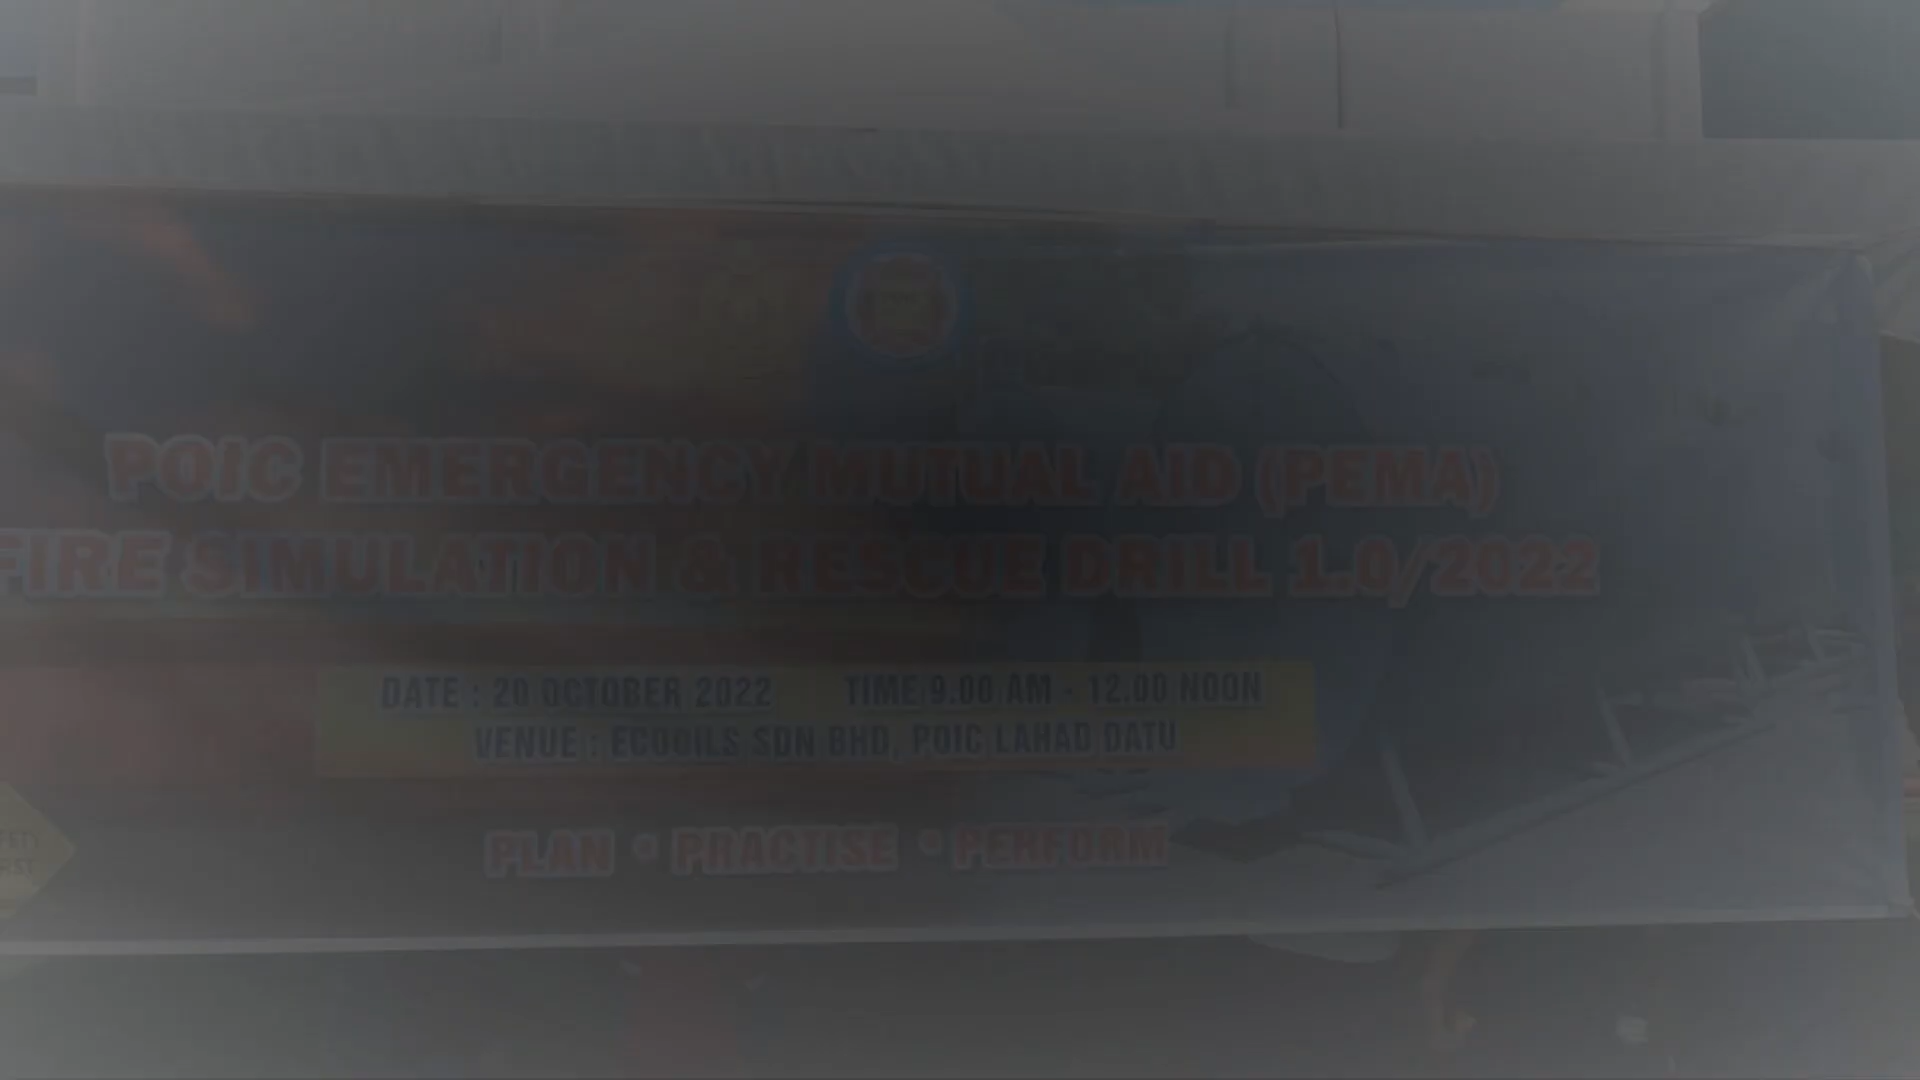 POIC EMERGENCY MUTUAL AID (PEMA)
FIRE SIMULATION & RESCUE DRILL 1.0/2022
DATE : 20 OCTOBER 2022 TIME 9.00 AM - 12.00 NOON
VENUE : ECOOILS SDN BHD, POIC LAHAD DATU
PLAN • PRACTISE • PERFORM